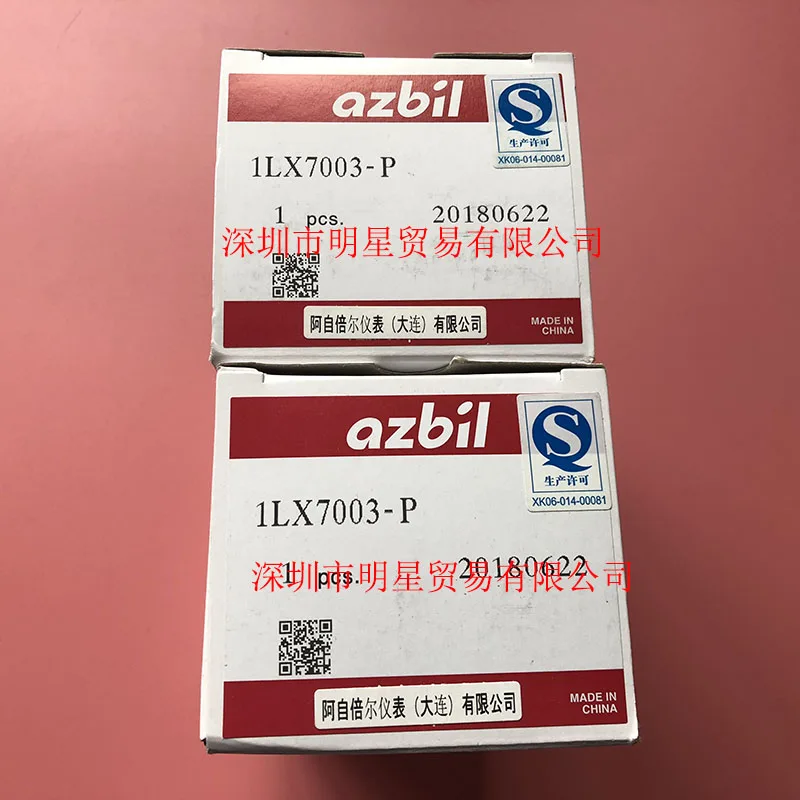 azbil
生产许可
XK06-014-00081
1LX7003-P
1 pcs. 20180622
深圳市明星贸易有限公司
阿自倍尔仪表（大连）有限公司
MADE IN
CHINA
azbil
生产许可
XK06-014-00081
1LX7003-P
1 pcs. 20180622
深圳市明星贸易有限公司
阿自倍尔仪表（大连）有限公司
MADE IN
CHINA